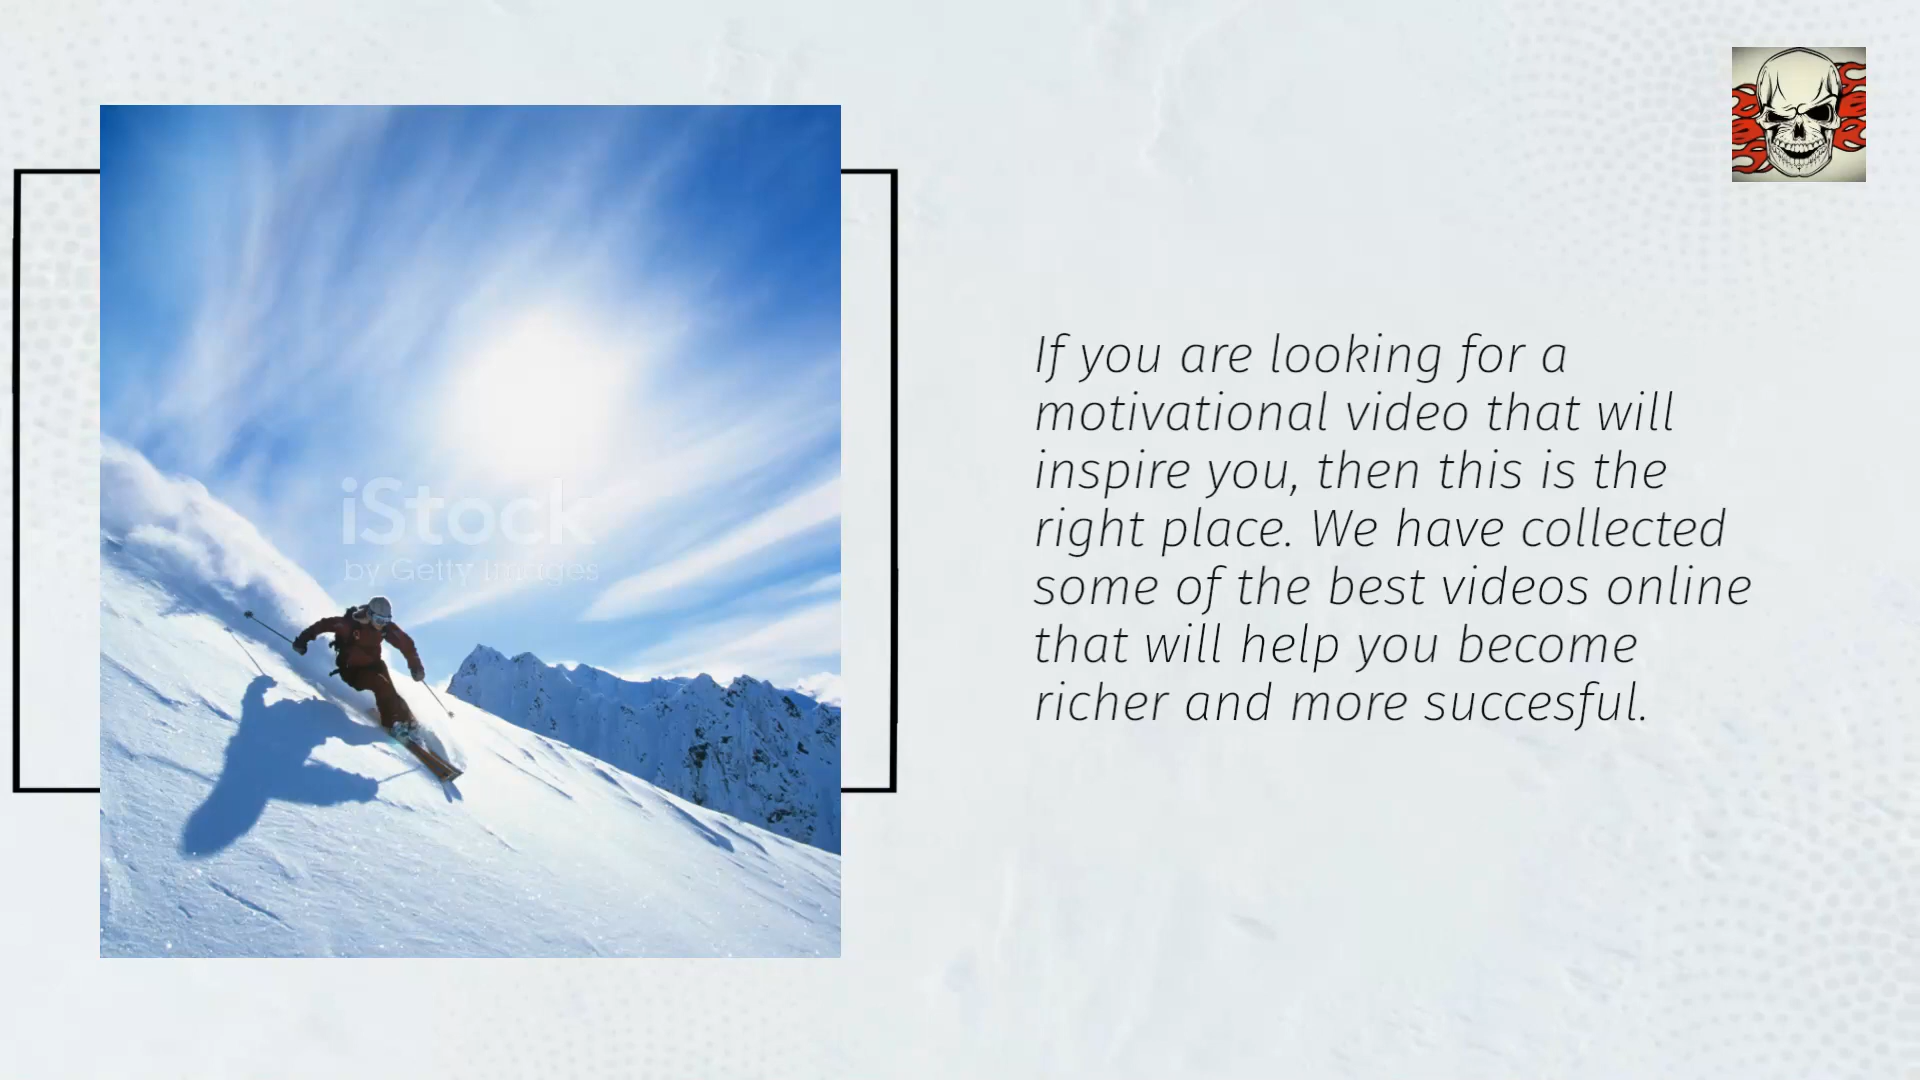 iStock
by Getty Images
If you are looking for a
motivational video that will
inspire you, then this is the
right place. We have collected
some of the best videos online
that will help you become
richer and more succesful.